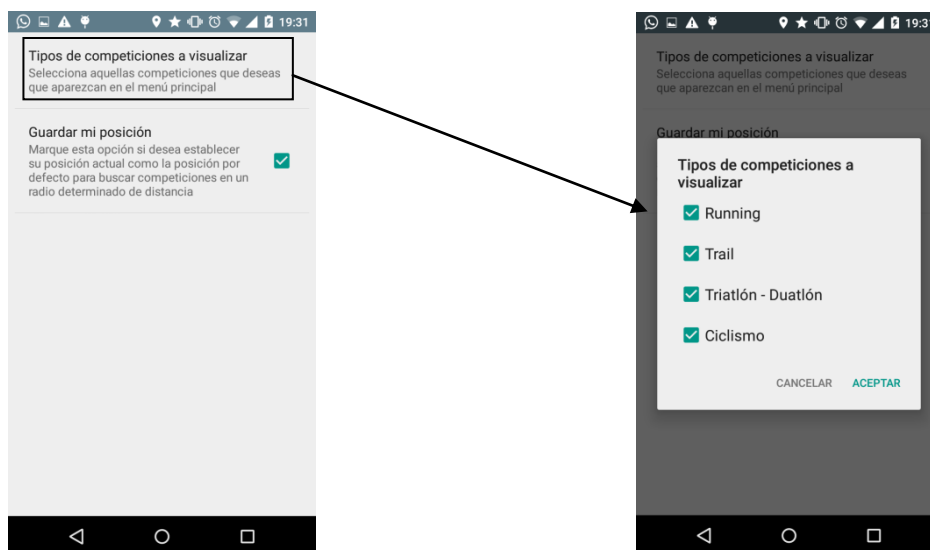 19:31
Tipos de competiciones a visualizar
Selecciona aquellas competiciones que deseas
que aparezcan en el menú principal
Guardar mi posición
Marque esta opción si desea establecer
su posición actual como la posición por
defecto para buscar competiciones en un
radio determinado de distancia
19:31
Tipos de competiciones a visualizar
Selecciona aquellas competiciones que deseas
que aparezcan en el menú principal
Guardar mi posición
Tipos de competiciones a
visualizar
Running
Trail
Triatlón - Duatlón
Ciclismo
CANCELAR ACEPTAR